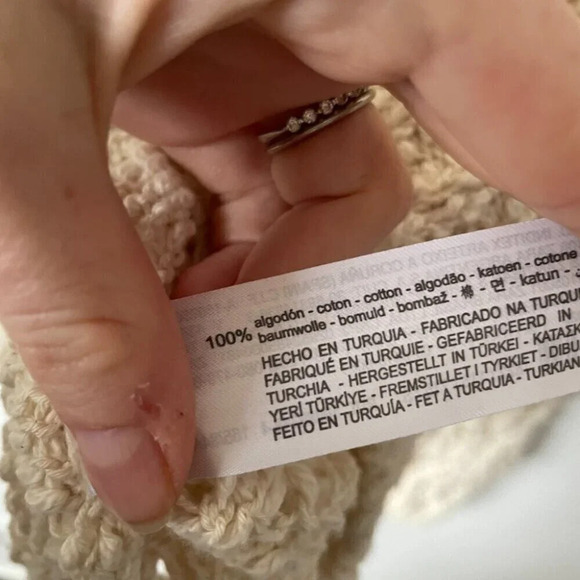 100%
algodón - coton - cotton - algodão - katoen - cotone
baumwolle - bomuld - bombaž - 棉 - 면 - katun -
HECHO EN TURQUIA - FABRICADO NA TURQUI
FABRIQUÉ EN TURQUIE - GEFABRICEERD IN
TURCHIA - HERGESTELLT IN TÜRKEI - ΚΑΤΑΣΚ
YERİ TÜRKİYE - FREMSTILLET I TYRKIET - DIBU
FEITO EN TURQUÍA - FET A TURQUIA - TURKIAN